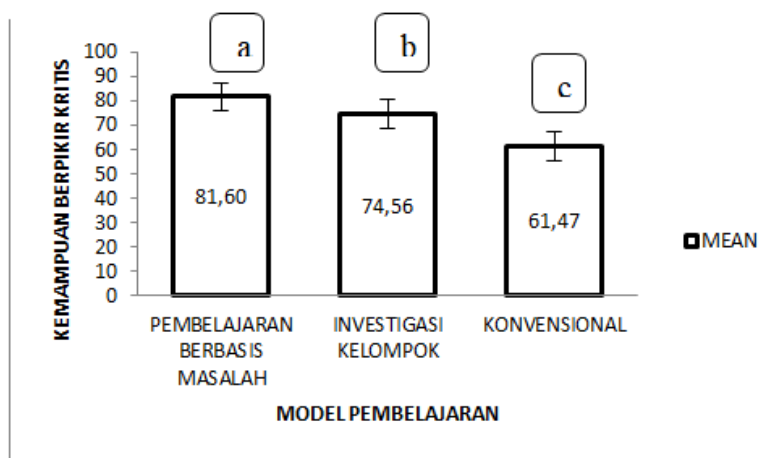 a
b
c
100
90
80
70
60
50
40
30
20
10
0
KEMAMPUAN BERPIKIR KRITIS
81,60
74,56
61,47
MEAN
PEMBELAJARAN
BERBASIS
MASALAH
INVESTIGASI
KELOMPOK
KONVENSIONAL
MODEL PEMBELAJARAN